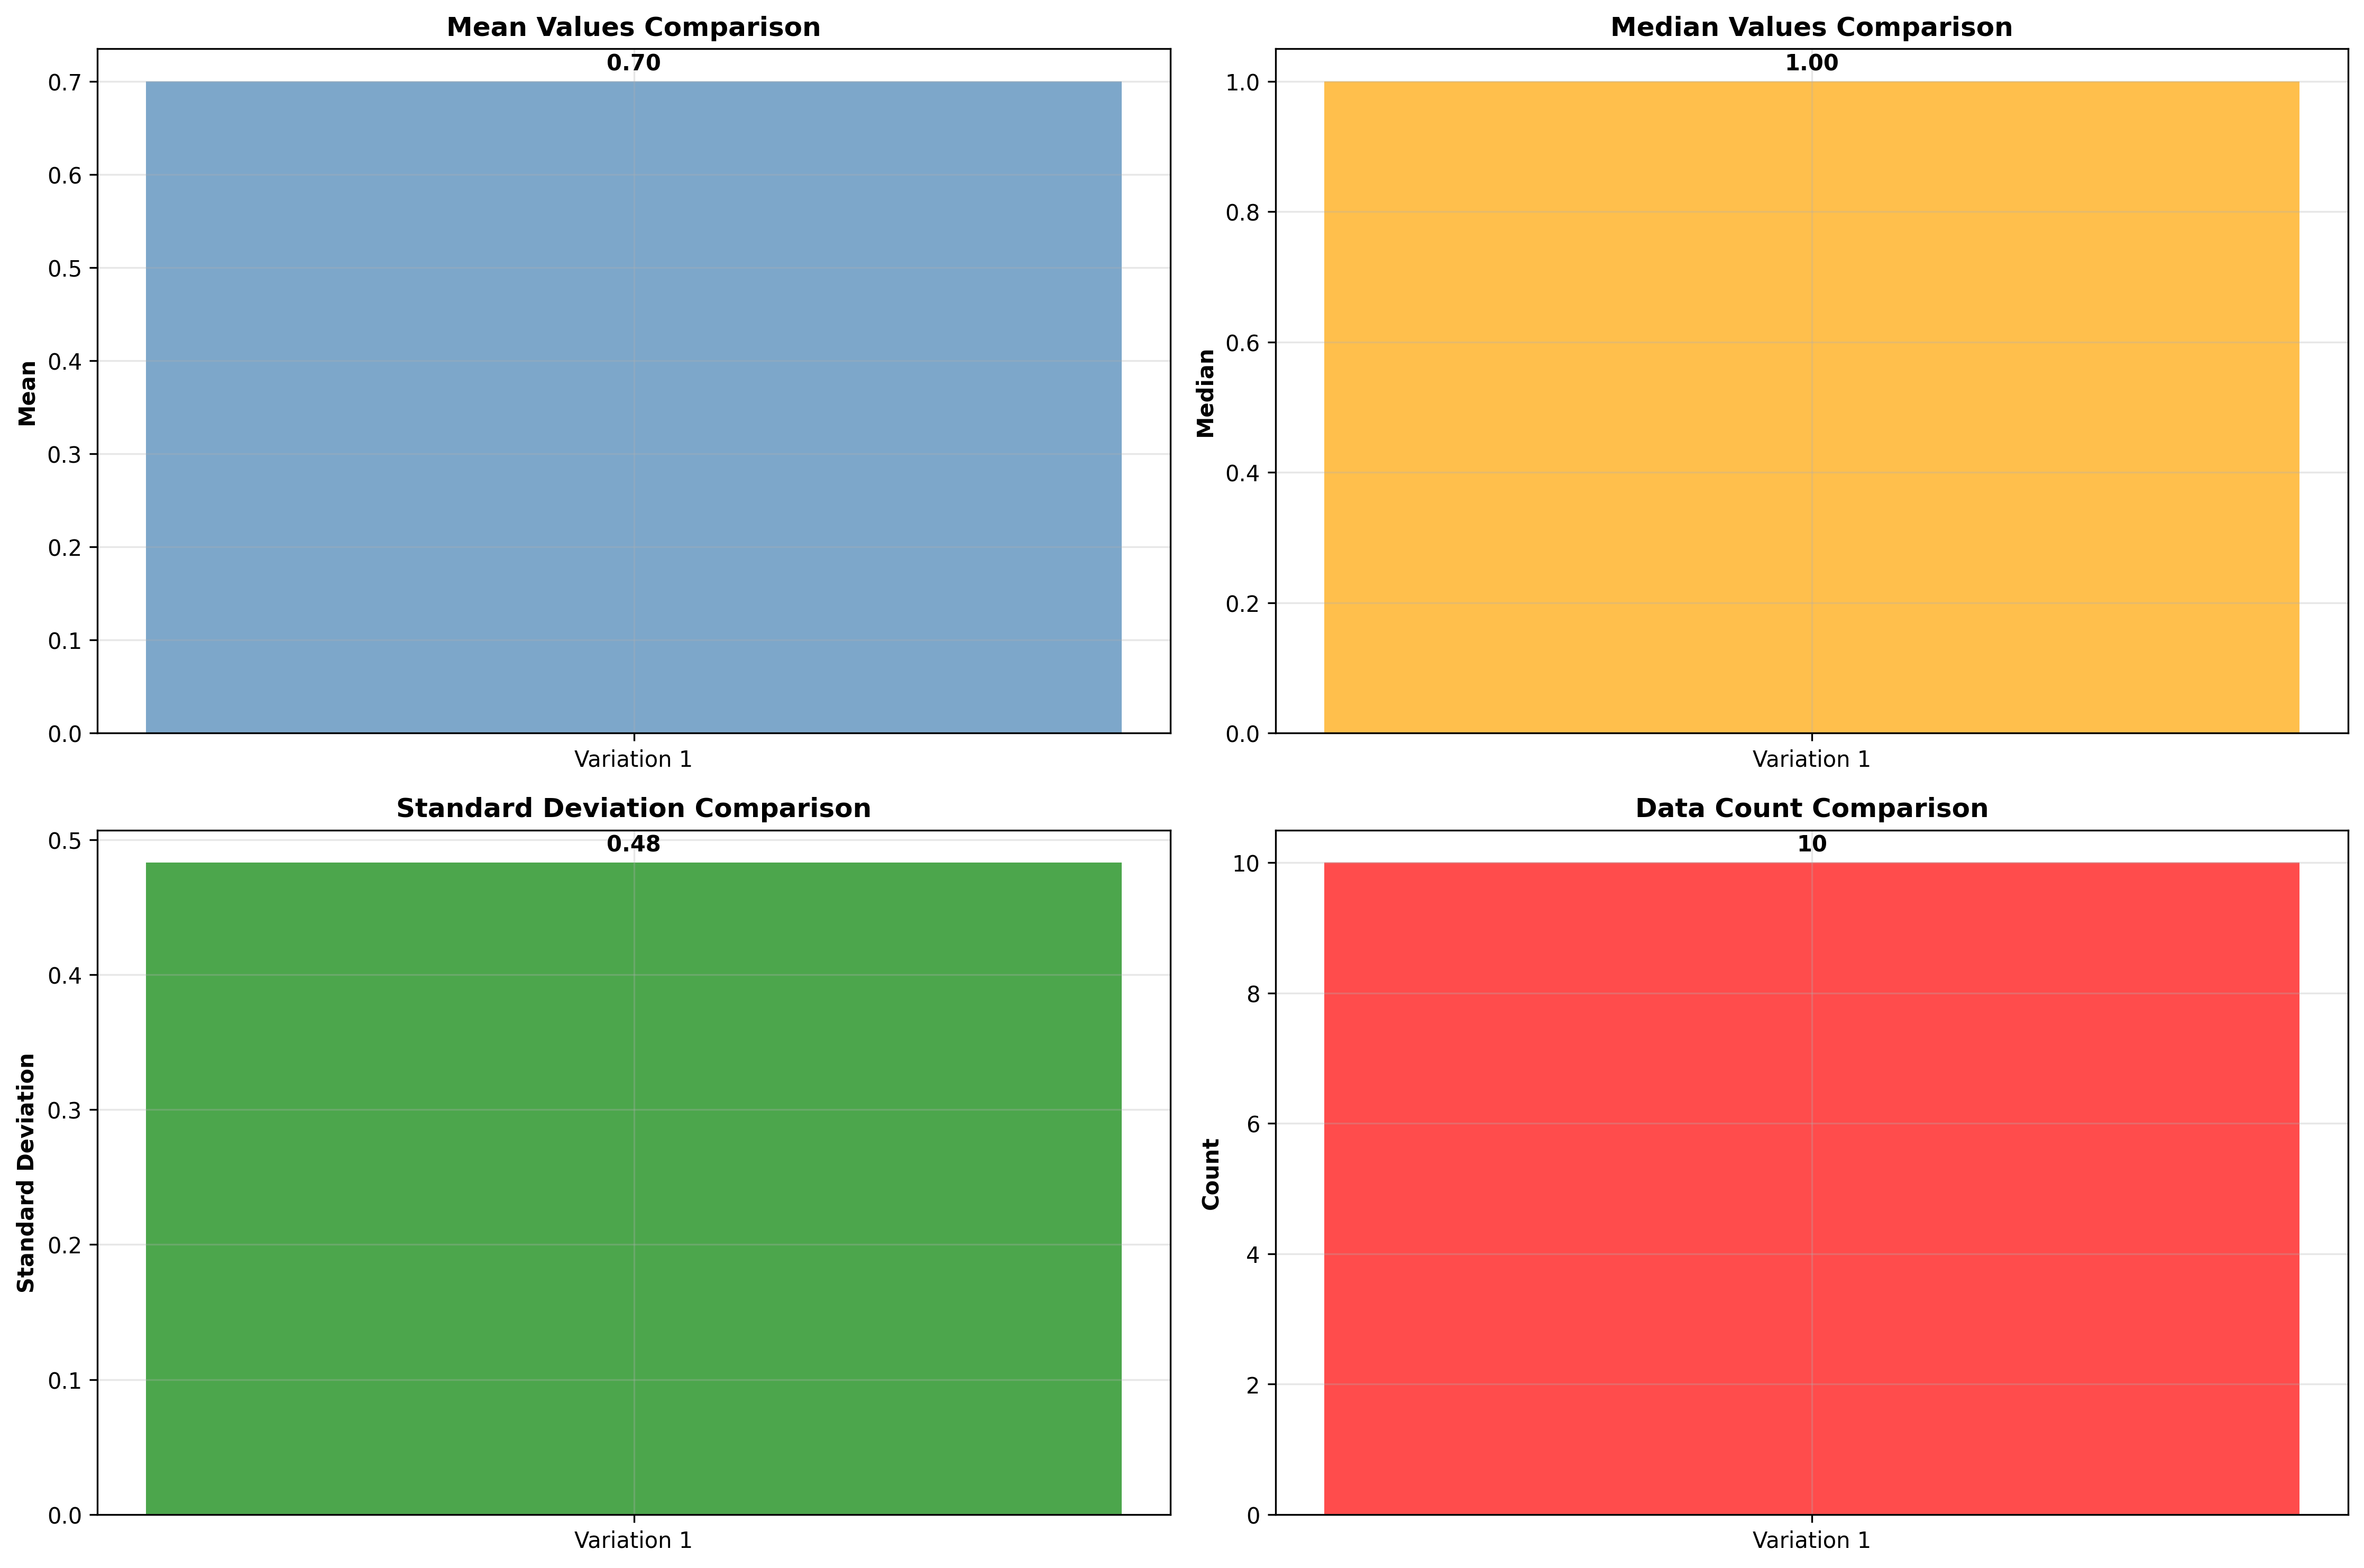 Mean Values Comparison
0.70
0.7
0.6
0.5
0.4
0.3
0.2
0.1
0.0
Mean
Variation 1
Median Values Comparison
1.00
1.0
0.8
0.6
0.4
0.2
0.0
Median
Variation 1
Standard Deviation Comparison
0.48
0.5
0.4
0.3
0.2
0.1
0.0
Standard Deviation
Variation 1
Data Count Comparison
10
10
8
6
4
2
0
Count
Variation 1